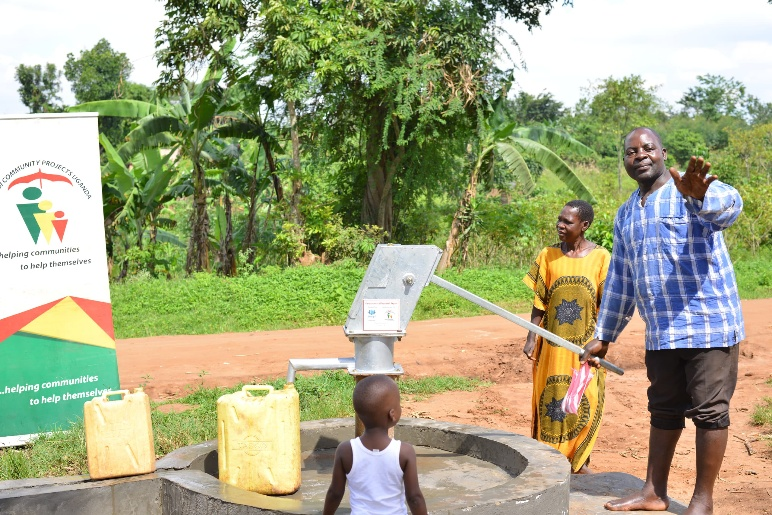 COMMUNITY PROJECTS UGANDA
...helping communities
to help themselves
...helping communities
to help themselves